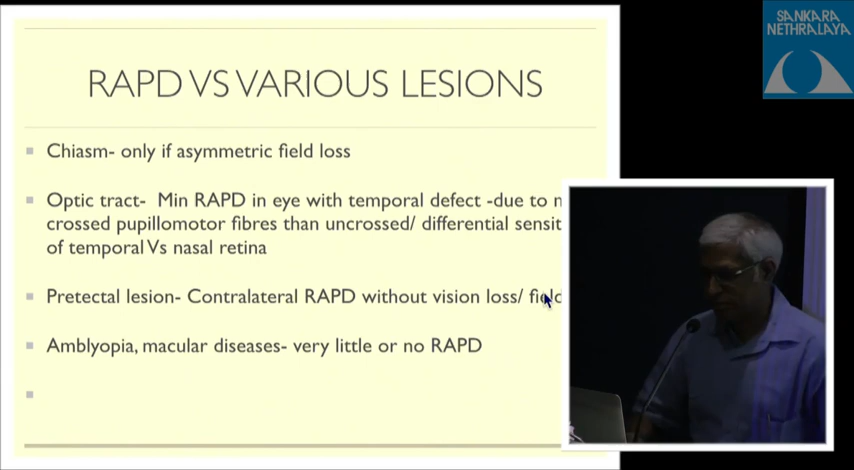 SANKARA
NETHRALAYA
RAPD VS VARIOUS LESIONS
Chiasm- only if asymmetric field loss
Optic tract- Min RAPD in eye with temporal defect -due to
crossed pupillomotor fibres than uncrossed/ differential
of temporal Vs nasal retina
Pretectal lesion- Contralateral RAPD without vision loss/
Amblyopia, macular diseases- very little or no RAPD